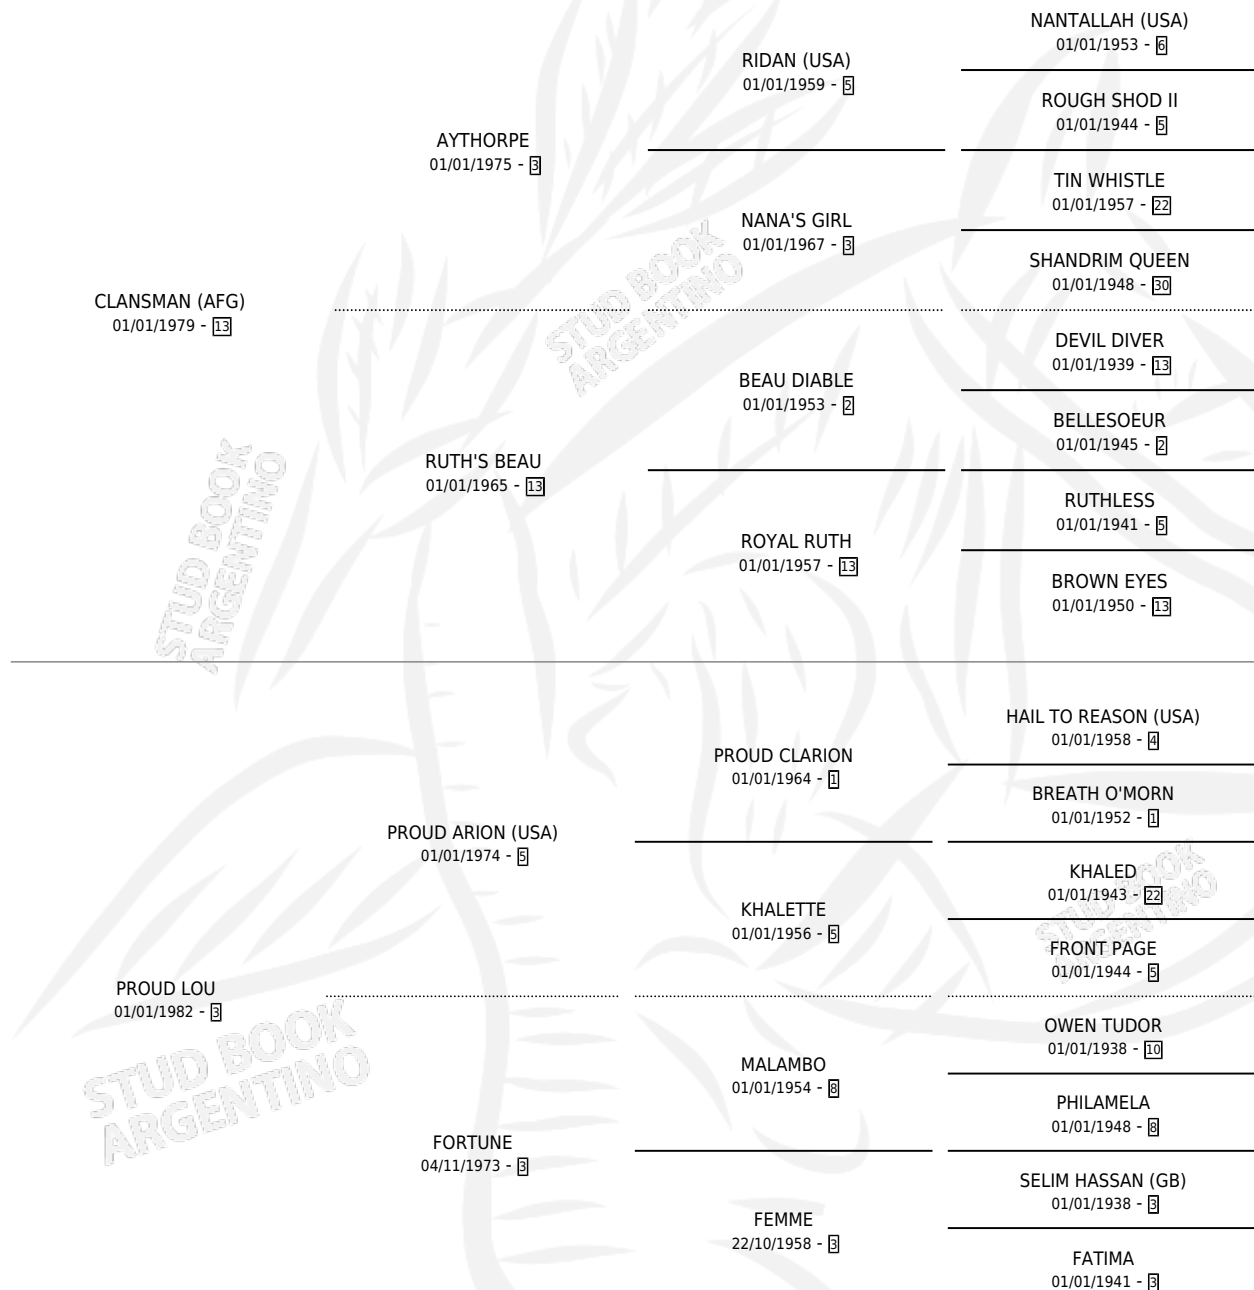 NANTALLAH (USA)
01/01/1953 - 6
RIDAN (USA)
01/01/1959 - 5
ROUGH SHOD II
01/01/1944 - 5
AYTHORPE
01/01/1975 - 3
TIN WHISTLE
01/01/1957 - 22
NANA'S GIRL
01/01/1967 - 3
SHANDRIM QUEEN
01/01/1948 - 30
CLANSMAN (AFG)
01/01/1979 - 13
DEVIL DIVER
01/01/1939 - 13
BEAU DIABLE
01/01/1953 - 2
BELLESOEUR
01/01/1945 - 2
RUTH'S BEAU
01/01/1965 - 13
RUTHLESS
01/01/1941 - 5
ROYAL RUTH
01/01/1957 - 13
BROWN EYES
01/01/1950 - 13
HAIL TO REASON (USA)
01/01/1958 - 4
PROUD CLARION
01/01/1964 - 1
BREATH O'MORN
01/01/1952 - 1
PROUD ARION (USA)
01/01/1974 - 5
KHALED
01/01/1943 - 22
KHALETTE
01/01/1956 - 5
FRONT PAGE
01/01/1944 - 5
PROUD LOU
01/01/1982 - 3
OWEN TUDOR
01/01/1938 - 10
MALAMBO
01/01/1954 - 8
PHILAMELA
01/01/1948 - 8
FORTUNE
04/11/1973 - 3
SELIM HASSAN (GB)
01/01/1938 - 3
FEMME
22/10/1958 - 3
FATIMA
01/01/1941 - 3
STUD BOOK
ARGENTINO
STUD BOOK
ARGENTINO
STUD BOOK
ARGENTINO
STUD BOOK
ARGENTINO